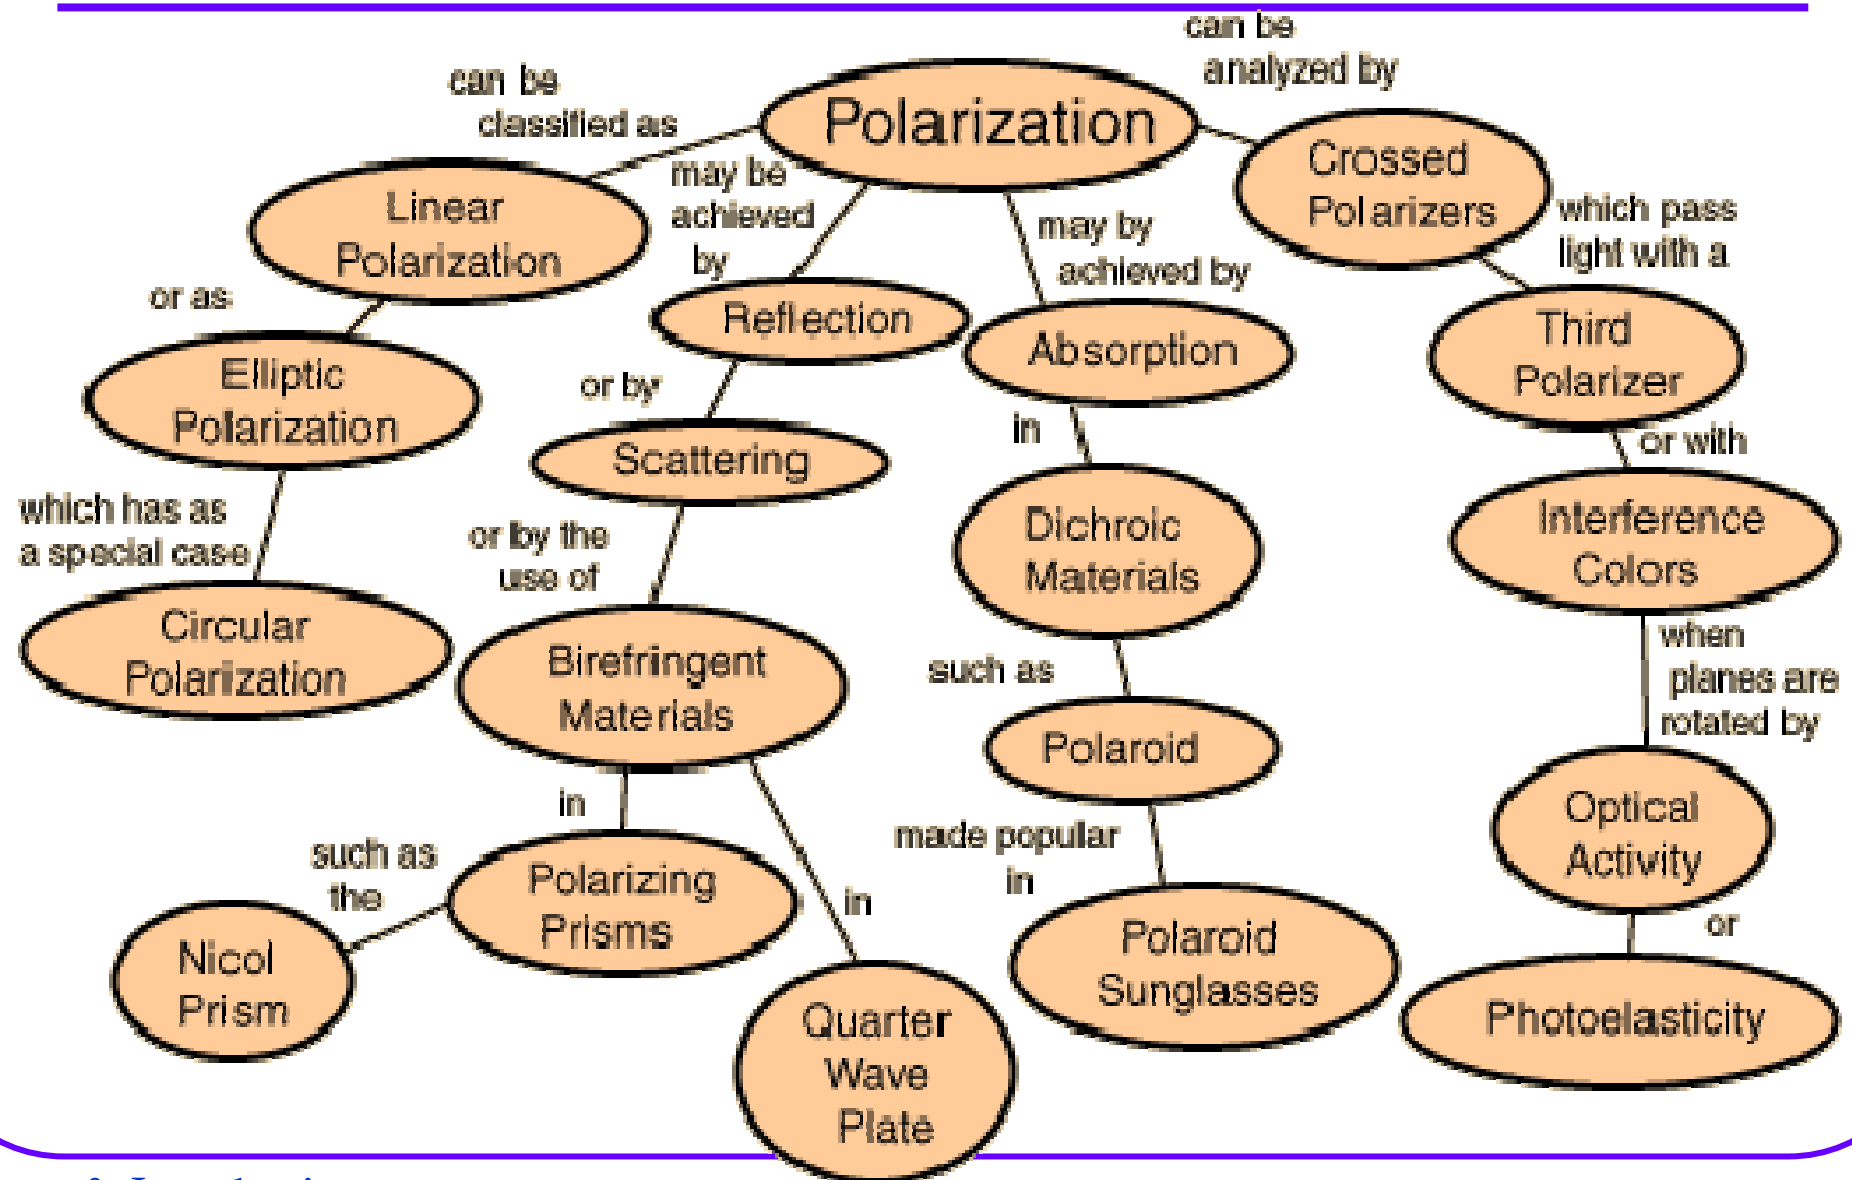 can be
analyzed by
can be
classified as
Polarization
Crossed
Polarizers
may be
achieved
by
Linear
Polarization
may by
achieved by
which pass
light with a
or as
Reflection
Absorption
Third
Polarizer
Elliptic
Polarization
or by
in
or with
Scattering
which has as
a special case
or by the
use of
Dichroic
Materials
Interference
Colors
Circular
Polarization
Birefringent
Materials
such as
when
planes are
rotated by
Polaroid
in
such as
the
Polarizing
Prisms
in
made popular
in
Optical
Activity
Nicol
Prism
Polaroid
Sunglasses
or
Quarter
Wave
Plate
Photoelasticity